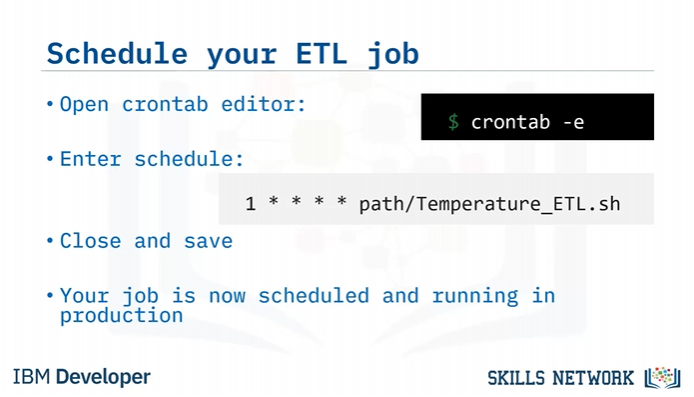 Schedule your ETL job
• Open crontab editor:
$ crontab -e
• Enter schedule:
1 * * * * path/Temperature_ETL.sh
• Close and save
• Your job is now scheduled and running in
production
IBM Developer
SKILLS NETWORK